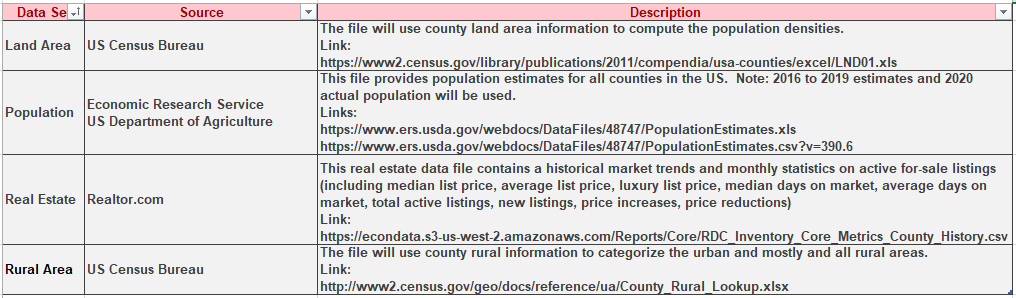 Data Se Source Description
Land Area US Census Bureau
The file will use county land area information to compute the population densities.
Link:
https://www2.census.gov/library/publications/2011/compendia/usa-counties/excel/LND01.xls
Population
Economic Research Service
US Department of Agriculture
This file provides population estimates for all counties in the US.  Note: 2016 to 2019 estimates and 2020
actual population will be used.
Links:
https://www.ers.usda.gov/webdocs/DataFiles/48747/PopulationEstimates.xls
https://www.ers.usda.gov/webdocs/DataFiles/48747/PopulationEstimates.csv?v=390.6
Real Estate Realtor.com
This real estate data file contains a historical market trends and monthly statistics on active for-sale listings
(including median list price, average list price, luxury list price, median days on market, average days on
market, total active listings, new listings, price increases, price reductions)
Link:
https://econdata.s3-us-west-2.amazonaws.com/Reports/Core/RDC_Inventory_Core_Metrics_County_History.csv
Rural Area US Census Bureau
The file will use county rural information to categorize the urban and mostly and all rural areas.
Link:
http://www2.census.gov/geo/docs/reference/ua/County_Rural_Lookup.xlsx